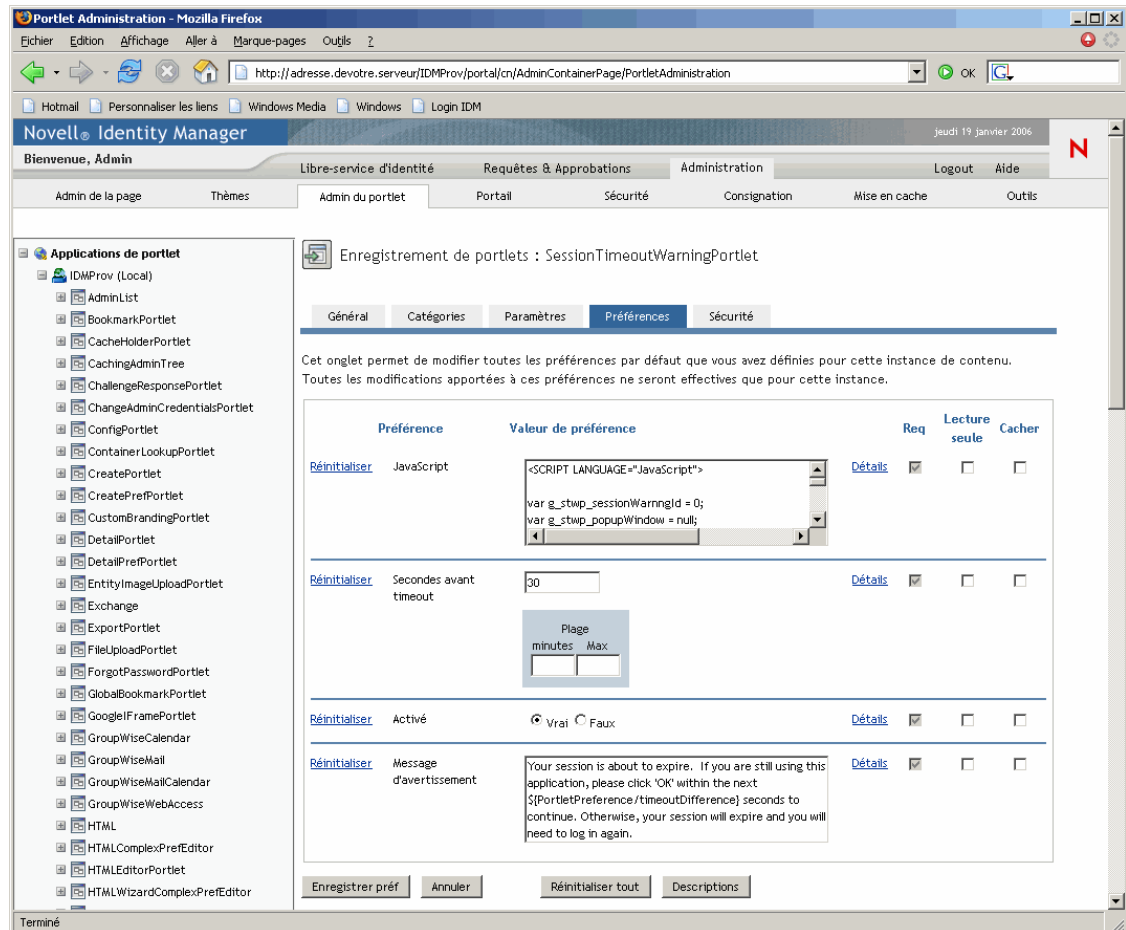 Portlet Administration - Mozilla Firefox
Eichier Edition Affichage Aller à Marque-pages Outils ?
http://adresse.devotre.serveur/IDMProv/portal/cn/AdminContainerPage/PortletAdministration OK G
Hotmail Personnaliser les liens Windows Media Windows Login IDM
Novell® Identity Manager jeudi 19 janvier 2006 N
Bienvenue, Admin
Libre-service d'identité Requêtes & Approbations Administration Logout Aide
Admin de la page Thèmes Admin du portlet Portail Sécurité Consignation Mise en cache Outils
Applications de portlet
IDMProv (Local)
AdminList
BookmarkPortlet
CacheHolderPortlet
CachingAdminTree
ChallengeResponsePortlet
ChangeAdminCredentialsPortlet
ConfigPortlet
ContainerLookupPortlet
CreatePortlet
CreatePrefPortlet
CustomBrandingPortlet
DetailPortlet
DetailPrefPortlet
EntityImageUploadPortlet
Exchange
ExportPortlet
FileUploadPortlet
ForgotPasswordPortlet
GlobalBookmarkPortlet
GoogleIFramePortlet
GroupWiseCalendar
GroupWiseMail
GroupWiseMailCalendar
GroupWiseWebAccess
HTML
HTMLComplexPrefEditor
HTMLEditorPortlet
HTMLWizardComplexPrefEditor
Enregistrement de portlets : SessionTimeoutWarningPortlet
Général Catégories Paramètres Préférences Sécurité
Cet onglet permet de modifier toutes les préférences par défaut que vous avez définies pour cette instance de contenu.
Toutes les modifications apportées à ces préférences ne seront effectives que pour cette instance.
Préférence Valeur de préférence Req Lecture seule Cacher
Réinitialiser JavaScript <SCRIPT LANGUAGE="JavaScript"> Détails
var g_stwp_sessionWarnngId = 0;
var g_stwp_popupWindow = null;
Réinitialiser Secondes avant timeout 30 Détails
Plage
minutes Max
Réinitialiser Activé Vrai Faux Détails
Réinitialiser Message d'avertissement Détails
Your session is about to expire. If you are still using this
application, please click 'OK' within the next
${PortletPreference/timeoutDifference} seconds to
continue. Otherwise, your session will expire and you will
need to log in again.
Enregistrer préf Annuler Réinitialiser tout Descriptions
Terminé